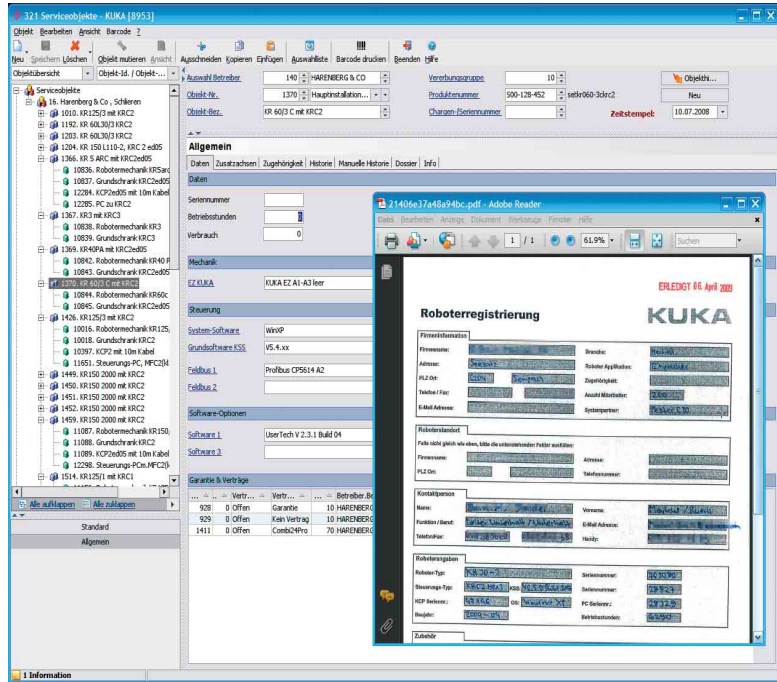 321 Serviceobjekte - KUKA [8953]
Objekt Bearbeiten Ansicht Barcode ?
Neu Speichern Löschen Objekt mutieren Ansicht Ausschneiden Kopieren Einfügen Auswahlliste Barcode drucken Beenden Hilfe
Objektübersicht Objekt-Id. / Objekt-...
Serviceobjekte
16. Harenberg & Co , Schlieren
1010. KR125/3 mit KRC2
1192. KR 60L30/3 KRC2
1203. KR 60L30/3 KRC2
1204. KR 150 L110-2, KRC 2 ed05
1366. KR 5 ARC mit KRC2ed05
10836. Robotermechanik KR5arc
10837. Grundschrank KRC2ed05
12284. KCP2ed05 mit 10m Kabel
12285. PC zu KRC2
1367. KR3 mit KRC3
10838. Robotermechanik KR3
10839. Grundschrank KRC3
1369. KR40PA mit KRC2ed05
10842. Robotermechanik KR40 P
10843. Grundschrank KRC2ed05
1370. KR 60/3 C mit KRC2
10844. Robotermechanik KR60c
10845. Grundschrank KRC2ed05
1426. KR125/3 mit KRC2
10016. Robotermechanik KR125,
10018. Grundschrank KRC2
10397. KCP2 mit 10m Kabel
11651. Steuerungs-PC, MFC2(kl
1449. KR150 2000 mit KRC2
1450. KR150 2000 mit KRC2
1451. KR150 2000 mit KRC2
1452. KR150 2000 mit KRC2
1459. KR150 2000 mit KRC2
11087. Robotermechanik KR150,
11088. Grundschrank KRC2
11089. KCP2ed05 mit 10m Kabel
12298. Steuerungs-PCm.MFC2(k
1514. KR125/1 mit KRC1
Alle aufklappen Alle zuklappen
Standard
Allgemein
1 Information
Auswahl Betreiber 140 HARENBERG & CO Vererbungsgruppe 10 Objekthi...
Objekt-Nr. 1370 Hauptinstallation... Produktenummer S00-128-452 setkr060-3ckrc2 Neu
Objekt-Bez. KR 60/3 C mit KRC2 Chargen-/Seriennummer Zeitstempel: 10.07.2008
Allgemein
Daten Zusatzachsen Zugehörigkeit Historie Manuelle Historie Dossier Info
Daten
Seriennummer
Betriebsstunden 0
Verbrauch 0
Mechanik
EZ KUKA KUKA EZ A1-A3 leer
Steuerung
System-Software WinXP
Grundsoftware KSS V5.4.xx
Feldbus 1 Profibus CP5614 A2
Feldbus 2
Software-Optionen
Software 1 UserTech V 2.3.1 Build 04
Software 3
Garantie & Verträge
... .. Vertr... Vertr... ... Betreiber.Be
928 0 Offen Garantie 10 HARENBERG
929 0 Offen Kein Vertrag 10 HARENBERG
1411 0 Offen Combi24Pro 70 HARENBERG
21406e37a48a94bc.pdf - Adobe Reader
Datei Bearbeiten Anzeige Dokument Werkzeuge Fenster Hilfe
1 / 1 61.9% Suchen
ERLEDIGT 06. April 2009
Roboterregistrierung KUKA
Firmeninformation
Firmenname: Branche:
Adresse: Roboter Applikation:
PLZ Ort: Zugehörigkeit:
Telefon / Fax: Anzahl Mitarbeiter:
E-Mail Adresse: Systempartner:
Roboterstandort
Falls nicht gleich wie oben, bitte die untenstehenden Felder ausfüllen:
Firmenname: Adresse:
PLZ Ort: Telefonnummer:
Kontaktperson
Name: Vorname:
Funktion / Beruf: E-Mail Adresse:
Telefon/Fax: Handy:
Roboterangaben
Roboter-Typ: Seriennummer:
Steuerungs-Typ: KSS: Seriennummer:
KCP Seriennr.: OS: PC Seriennr.:
Baujahr: Betriebsstunden:
Zubehör